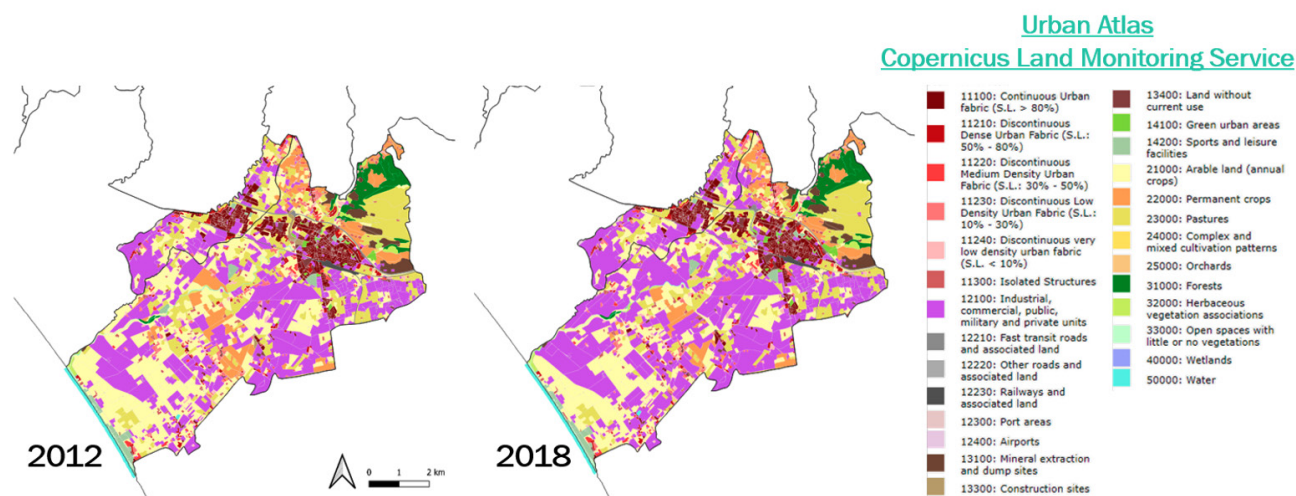 Urban Atlas
Copernicus Land Monitoring Service
2012
0 1 2 km
2018
11100: Continuous Urban
fabric (S.L. > 80%)
11210: Discontinuous
Dense Urban Fabric (S.L.:
50% - 80%)
11220: Discontinuous
Medium Density Urban
Fabric (S.L.: 30% - 50%)
11230: Discontinuous Low
Density Urban Fabric (S.L.:
10% - 30%)
11240: Discontinuous very
low density urban fabric
(S.L. < 10%)
11300: Isolated Structures
12100: Industrial,
commercial, public,
military and private units
12210: Fast transit roads
and associated land
12220: Other roads and
associated land
12230: Railways and
associated land
12300: Port areas
12400: Airports
13100: Mineral extraction
and dump sites
13300: Construction sites
13400: Land without
current use
14100: Green urban areas
14200: Sports and leisure
facilities
21000: Arable land (annual
crops)
22000: Permanent crops
23000: Pastures
24000: Complex and
mixed cultivation patterns
25000: Orchards
31000: Forests
32000: Herbaceous
vegetation associations
33000: Open spaces with
little or no vegetations
40000: Wetlands
50000: Water